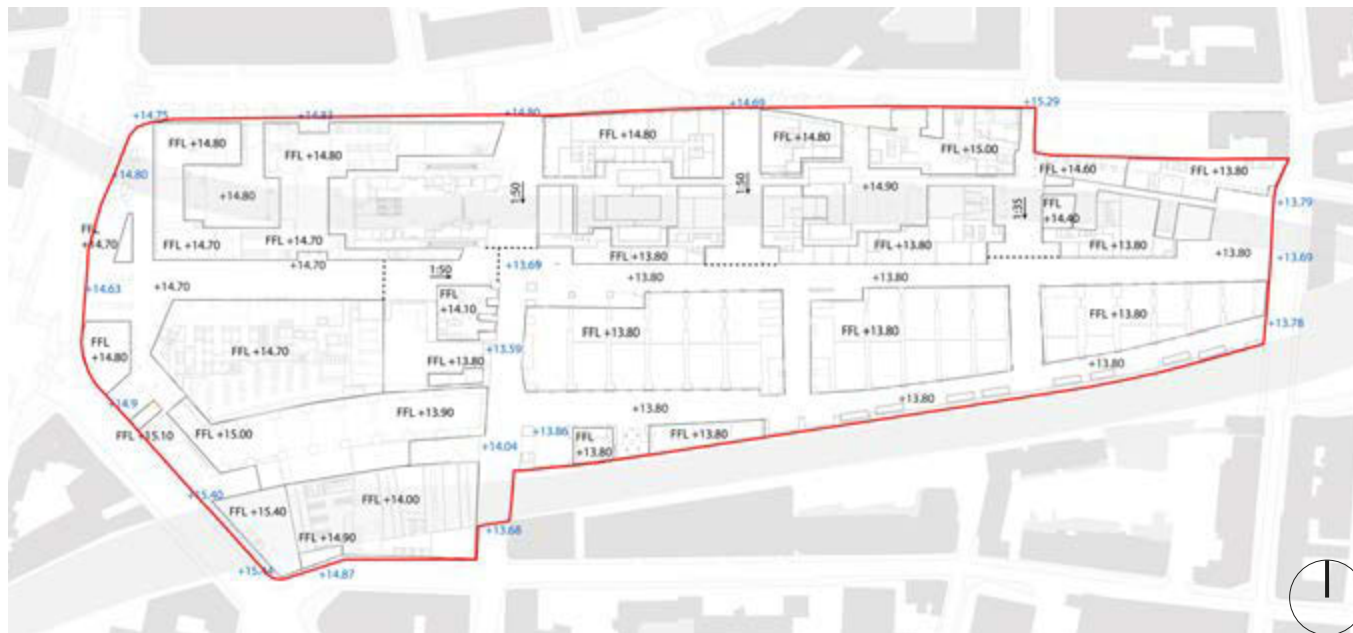 +14.75
+14.83
+14.80
+14.69
+15.29
FFL +14.80
FFL +14.80
FFL +14.80
FFL +14.80
FFL +15.00
+14.80
+14.80
1:50
1:50
+14.90
1:35
FFL +14.60
FFL +13.80
FFL
+14.40
+13.79
FFL
+14.70
FFL +14.70
FFL +14.70
+14.70
FFL +13.80
FFL +13.80
FFL +13.80
+13.80
+13.69
1:50
+13.69
+13.80
+13.80
+14.63
+14.70
FFL
+14.10
FFL +13.80
FFL +13.80
FFL +13.80
+13.78
FFL
+14.80
FFL +14.70
+13.59
FFL +13.80
+13.80
+14.9
FFL +13.90
+13.80
+13.80
FFL +15.10
FFL +15.00
+14.04
+13.86
FFL
+13.80
FFL +13.80
+15.40
FFL +15.40
FFL +14.00
FFL +14.90
+13.68
+14.87